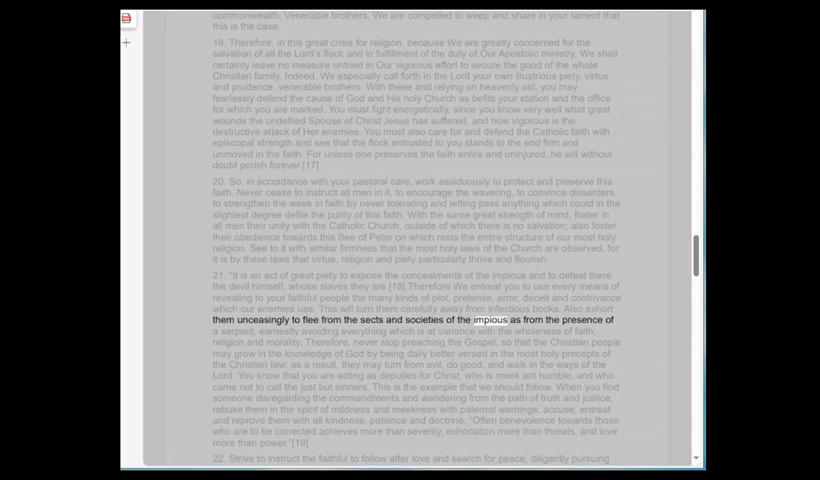 commonwealth. Venerable brothers, We are compelled to weep and share in your lament that
this is the case.
19. Therefore, in this great crisis for religion, because We are greatly concerned for the
salvation of all the Lord's flock and in fulfillment of the duty of Our Apostolic ministry, We shall
certainly leave no measure untried in Our vigorous effort to secure the good of the whole
Christian family. Indeed, We especially call forth in the Lord your own illustrious piety, virtue
and prudence, venerable brothers. With these and relying on heavenly aid, you may
fearlessly defend the cause of God and His holy Church as befits your station and the office
for which you are marked. You must fight energetically, since you know very well what great
wounds the undefiled Spouse of Christ Jesus has suffered, and how vigorous is the
destructive attack of Her enemies. You must also care for and defend the Catholic faith with
episcopal strength and see that the flock entrusted to you stands to the end firm and
unmoved in the faith. For unless one preserves the faith entire and uninjured, he will without
doubt perish forever.[17]
20. So, in accordance with your pastoral care, work assiduously to protect and preserve this
faith. Never cease to instruct all men in it, to encourage the wavering, to convince dissenters,
to strengthen the weak in faith by never tolerating and letting pass anything which could in the
slightest degree defile the purity of this faith. With the same great strength of mind, foster in
all men their unity with the Catholic Church, outside of which there is no salvation; also foster
their obedience towards this See of Peter on which rests the entire structure of our most holy
religion. See to it with similar firmness that the most holy laws of the Church are observed, for
it is by these laws that virtue, religion and piety particularly thrive and flourish.
21. "It is an act of great piety to expose the concealments of the impious and to defeat there
the devil himself, whose slaves they are.[18] Therefore We entreat you to use every means of
revealing to your faithful people the many kinds of plot, pretense, error, deceit and contrivance
which our enemies use. This will turn them carefully away from infectious books. Also exhort
them unceasingly to flee from the sects and societies of the impious as from the presence of
a serpent, earnestly avoiding everything which is at variance with the wholeness of faith,
religion and morality. Therefore, never stop preaching the Gospel, so that the Christian people
may grow in the knowledge of God by being daily better versed in the most holy precepts of
the Christian law; as a result, they may turn from evil, do good, and walk in the ways of the
Lord. You know that you are acting as deputies for Christ, who is meek ant humble, and who
came not to call the just but sinners. This is the example that we should follow. When you find
someone disregarding the commandments and wandering from the path of truth and justice,
rebuke them in the spirit of mildness and meekness with paternal warnings; accuse, entreat
and reprove them with all kindness, patience and doctrine. "Often benevolence towards those
who are to be corrected achieves more than severity, exhortation more than threats, and love
more than power."[19]
22. Strive to instruct the faithful to follow after love and search for peace, diligently pursuing